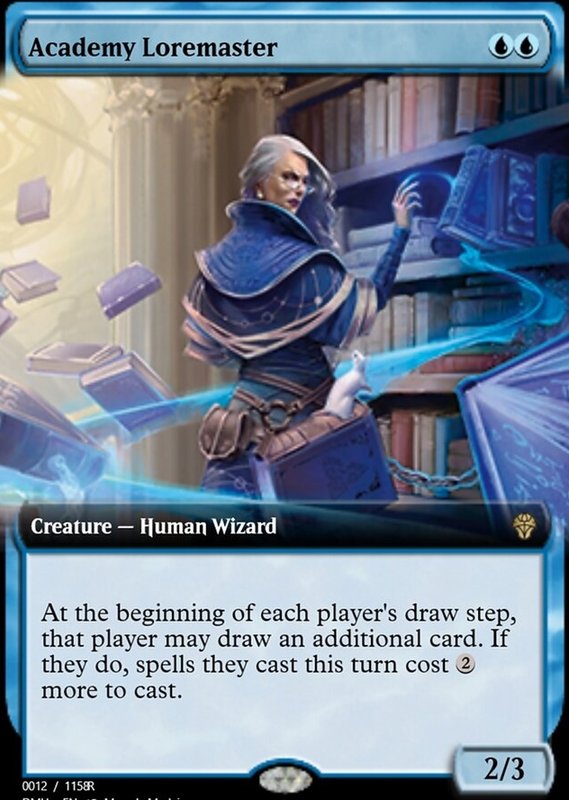 Academy Loremaster
Creature — Human Wizard
At the beginning of each player's draw step,
that player may draw an additional card. If
they do, spells they cast this turn cost 2
more to cast.
2/3
0012 / 1158R